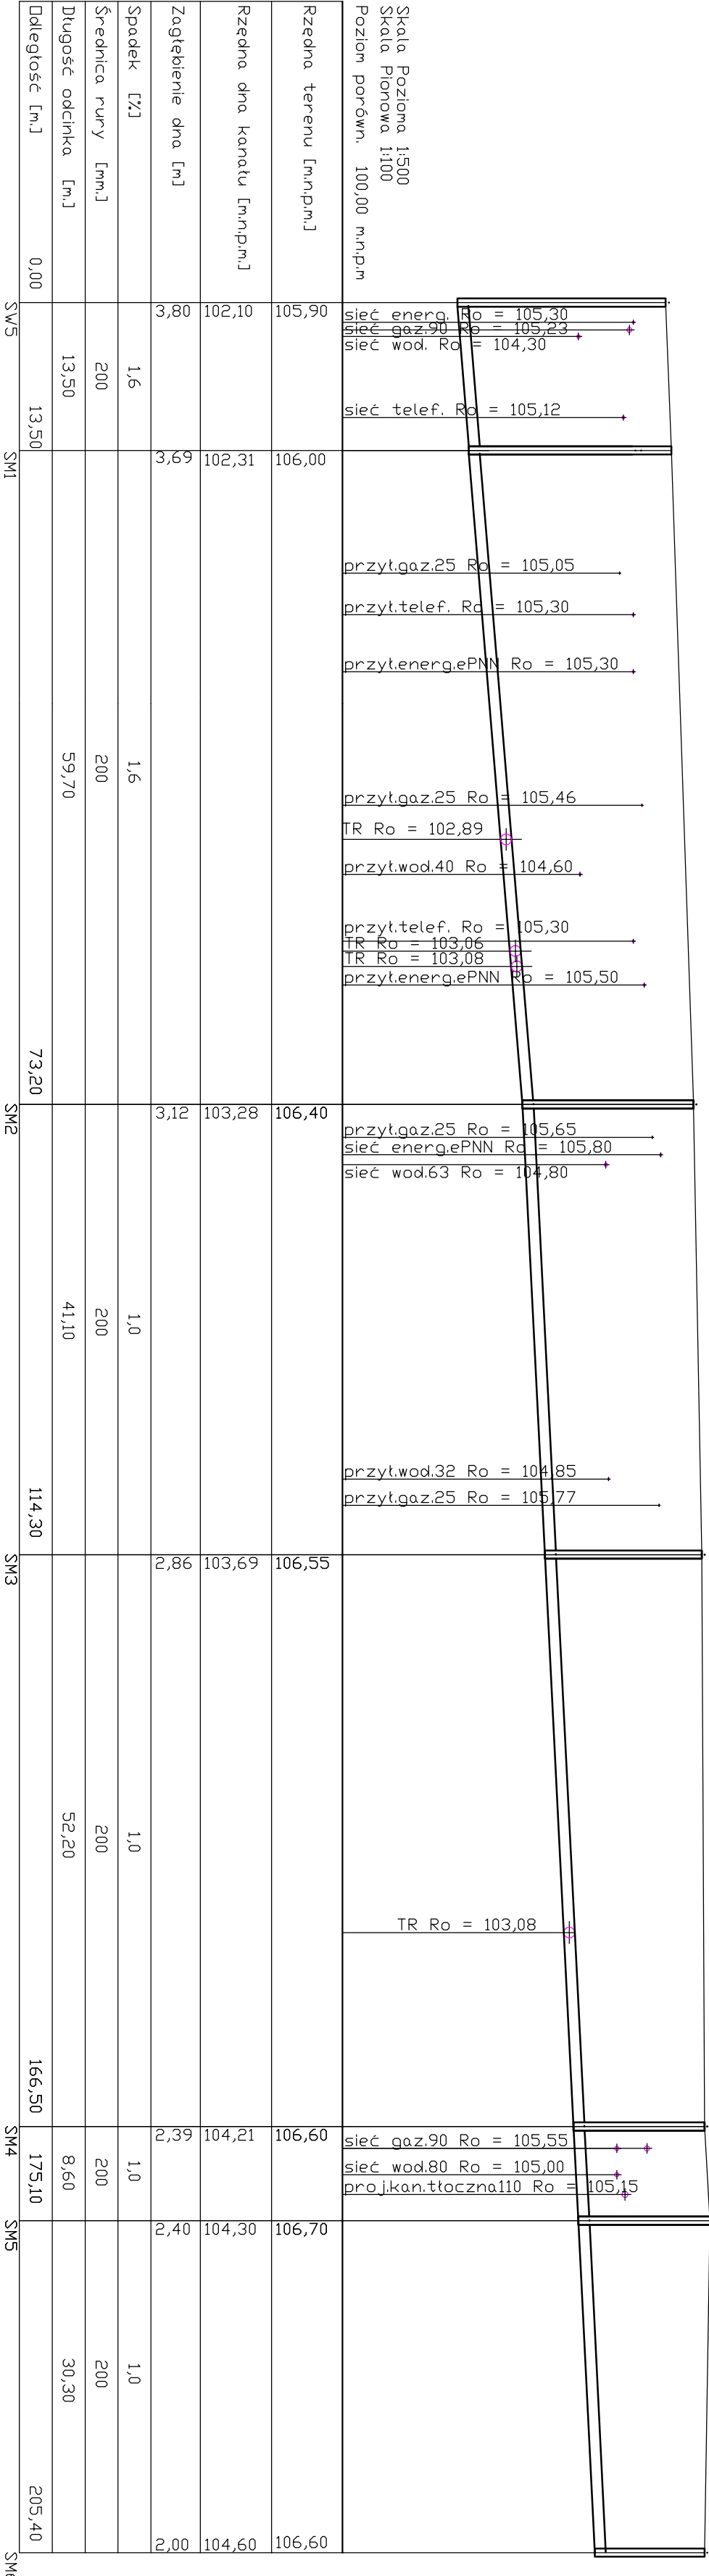 Skala Pozioma 1:500
Skala Pionowa 1:100
Poziom porówn. 100,00 m.n.p.m
Rzędna terenu [m.n.p.m.]
Rzędna dna kanału [m.n.p.m.]
Zagłębienie dna [m]
Spadek [%]
Średnica rury [mm.]
Długość odcinka [m.]
Odległość [m.]
0,00
SW5
3,80 102,10 105,90
sieć energ. Ro = 105,30
sieć gaz.90 Ro = 105,23
sieć wod. Ro = 104,30
13,50 200 1,6
sieć telef. Ro = 105,12
13,50
SM1
3,69 102,31 106,00
przył.gaz.25 Ro = 105,05
przył.telef. Ro = 105,30
przył.energ.ePNN Ro = 105,30
59,70 200 1,6
przył.gaz.25 Ro = 105,46
TR Ro = 102,89
przył.wod.40 Ro = 104,60
przył.telef. Ro = 105,30
TR Ro = 103,06
TR Ro = 103,08
przył.energ.ePNN Ro = 105,50
73,20
SM2
3,12 103,28 106,40
przył.gaz.25 Ro = 105,65
sieć energ.ePNN Ro = 105,80
sieć wod.63 Ro = 104,80
41,10 200 1,0
przył.wod.32 Ro = 104,85
przył.gaz.25 Ro = 105,77
114,30
SM3
2,86 103,69 106,55
52,20 200 1,0
TR Ro = 103,08
166,50
SM4
2,39 104,21 106,60
sieć gaz.90 Ro = 105,55
sieć wod.80 Ro = 105,00
proj.kan.tłoczna110 Ro = 105,15
8,60 200 1,0
175,10
SM5
2,40 104,30 106,70
30,30 200 1,0
205,40
2,00 104,60 106,60
SM6